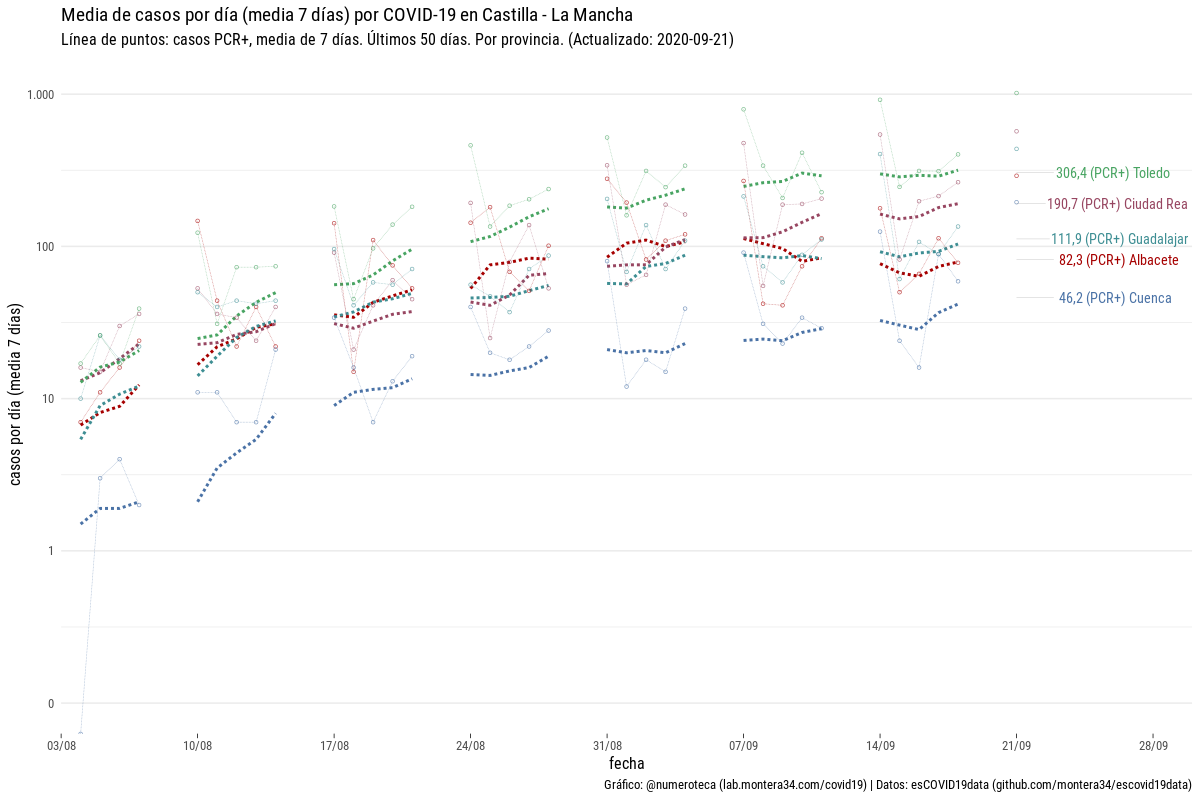 Media de casos por día (media 7 días) por COVID-19 en Castilla - La Mancha
Línea de puntos: casos PCR+, media de 7 días. Últimos 50 días. Por provincia. (Actualizado: 2020-09-21)
1.000
100
10
1
0
casos por día (media 7 días)
306,4 (PCR+) Toledo
190,7 (PCR+) Ciudad Rea
111,9 (PCR+) Guadalajar
82,3 (PCR+) Albacete
46,2 (PCR+) Cuenca
03/08 10/08 17/08 24/08 31/08 07/09 14/09 21/09 28/09
fecha
Gráfico: @numeroteca (lab.montera34.com/covid19) | Datos: esCOVID19data (github.com/montera34/escovid19data)